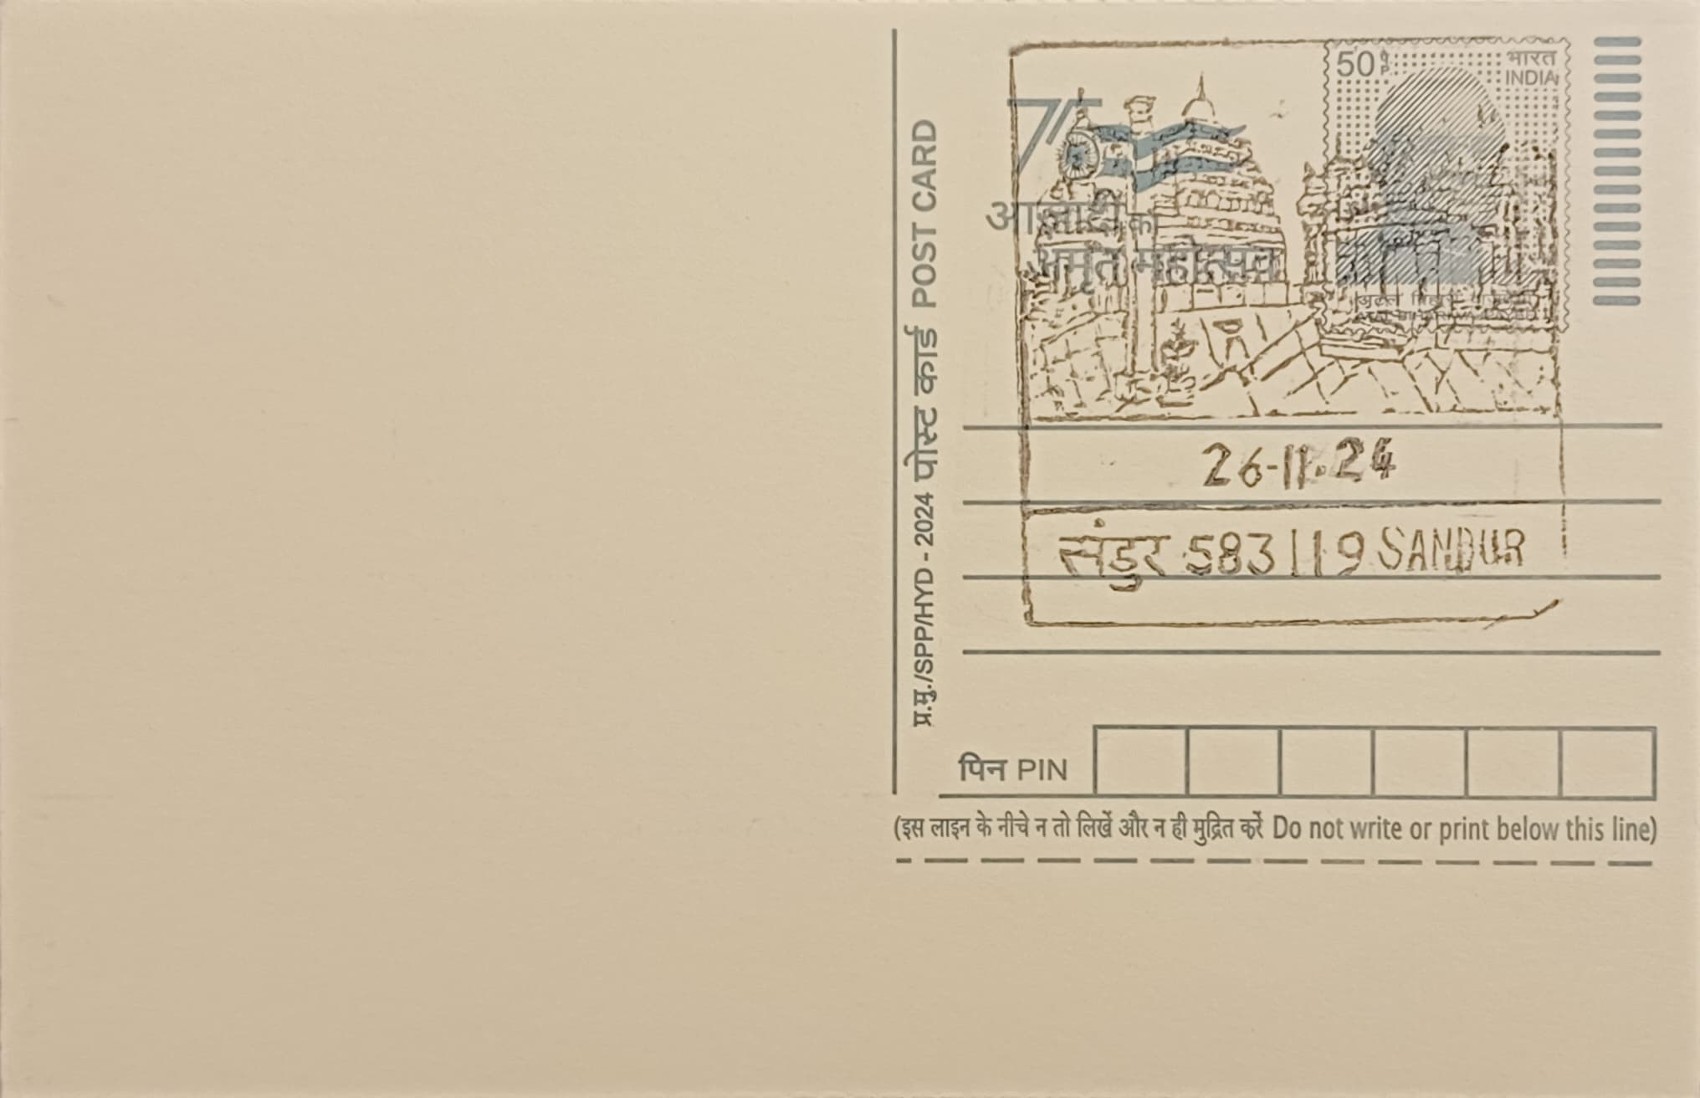 प्र.मु./SPP/HYD - 2024 पोस्ट कार्ड POST CARD
50 P
भारत
INDIA
75
आज़ादी का
अमृत महोत्सव
26-11.24
संडुर 583119 SANDUR
पिन PIN
(इस लाइन के नीचे न तो लिखें और न ही मुद्रित करें Do not write or print below this line)